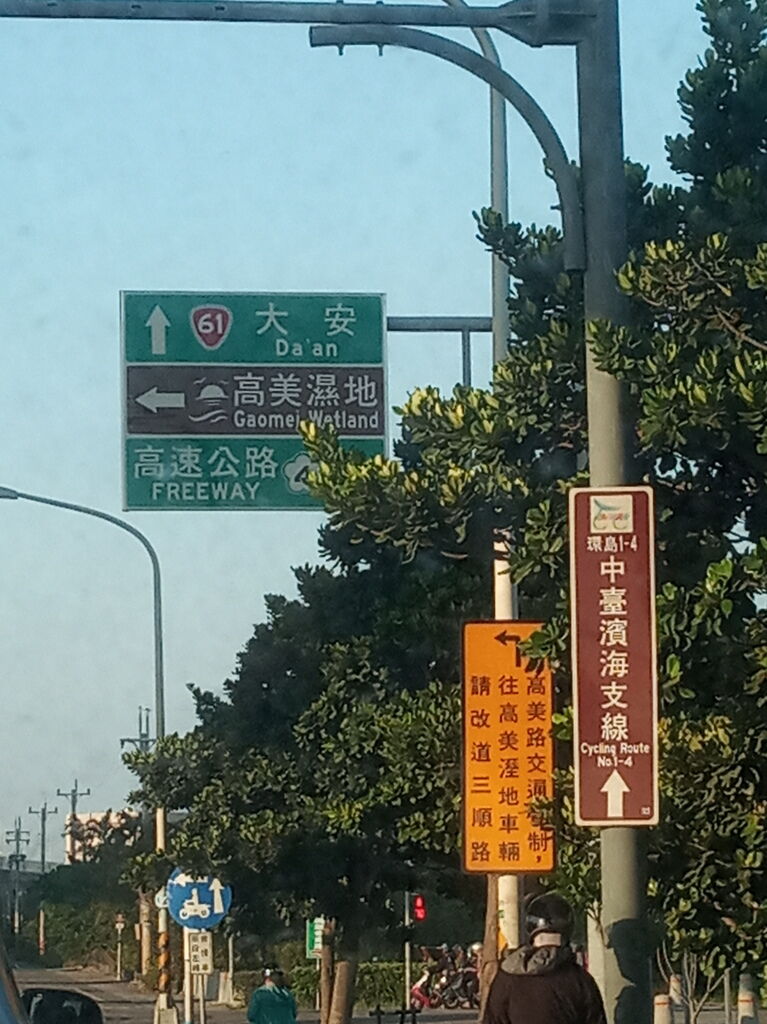 61 大安
Da'an
高美濕地
Gaomei Wetland
高速公路
FREEWAY
環島1-4
中臺濱海支線
Cycling Route
No.1-4
高美路交通管制,
往高美溼地車輛
請改道三順路